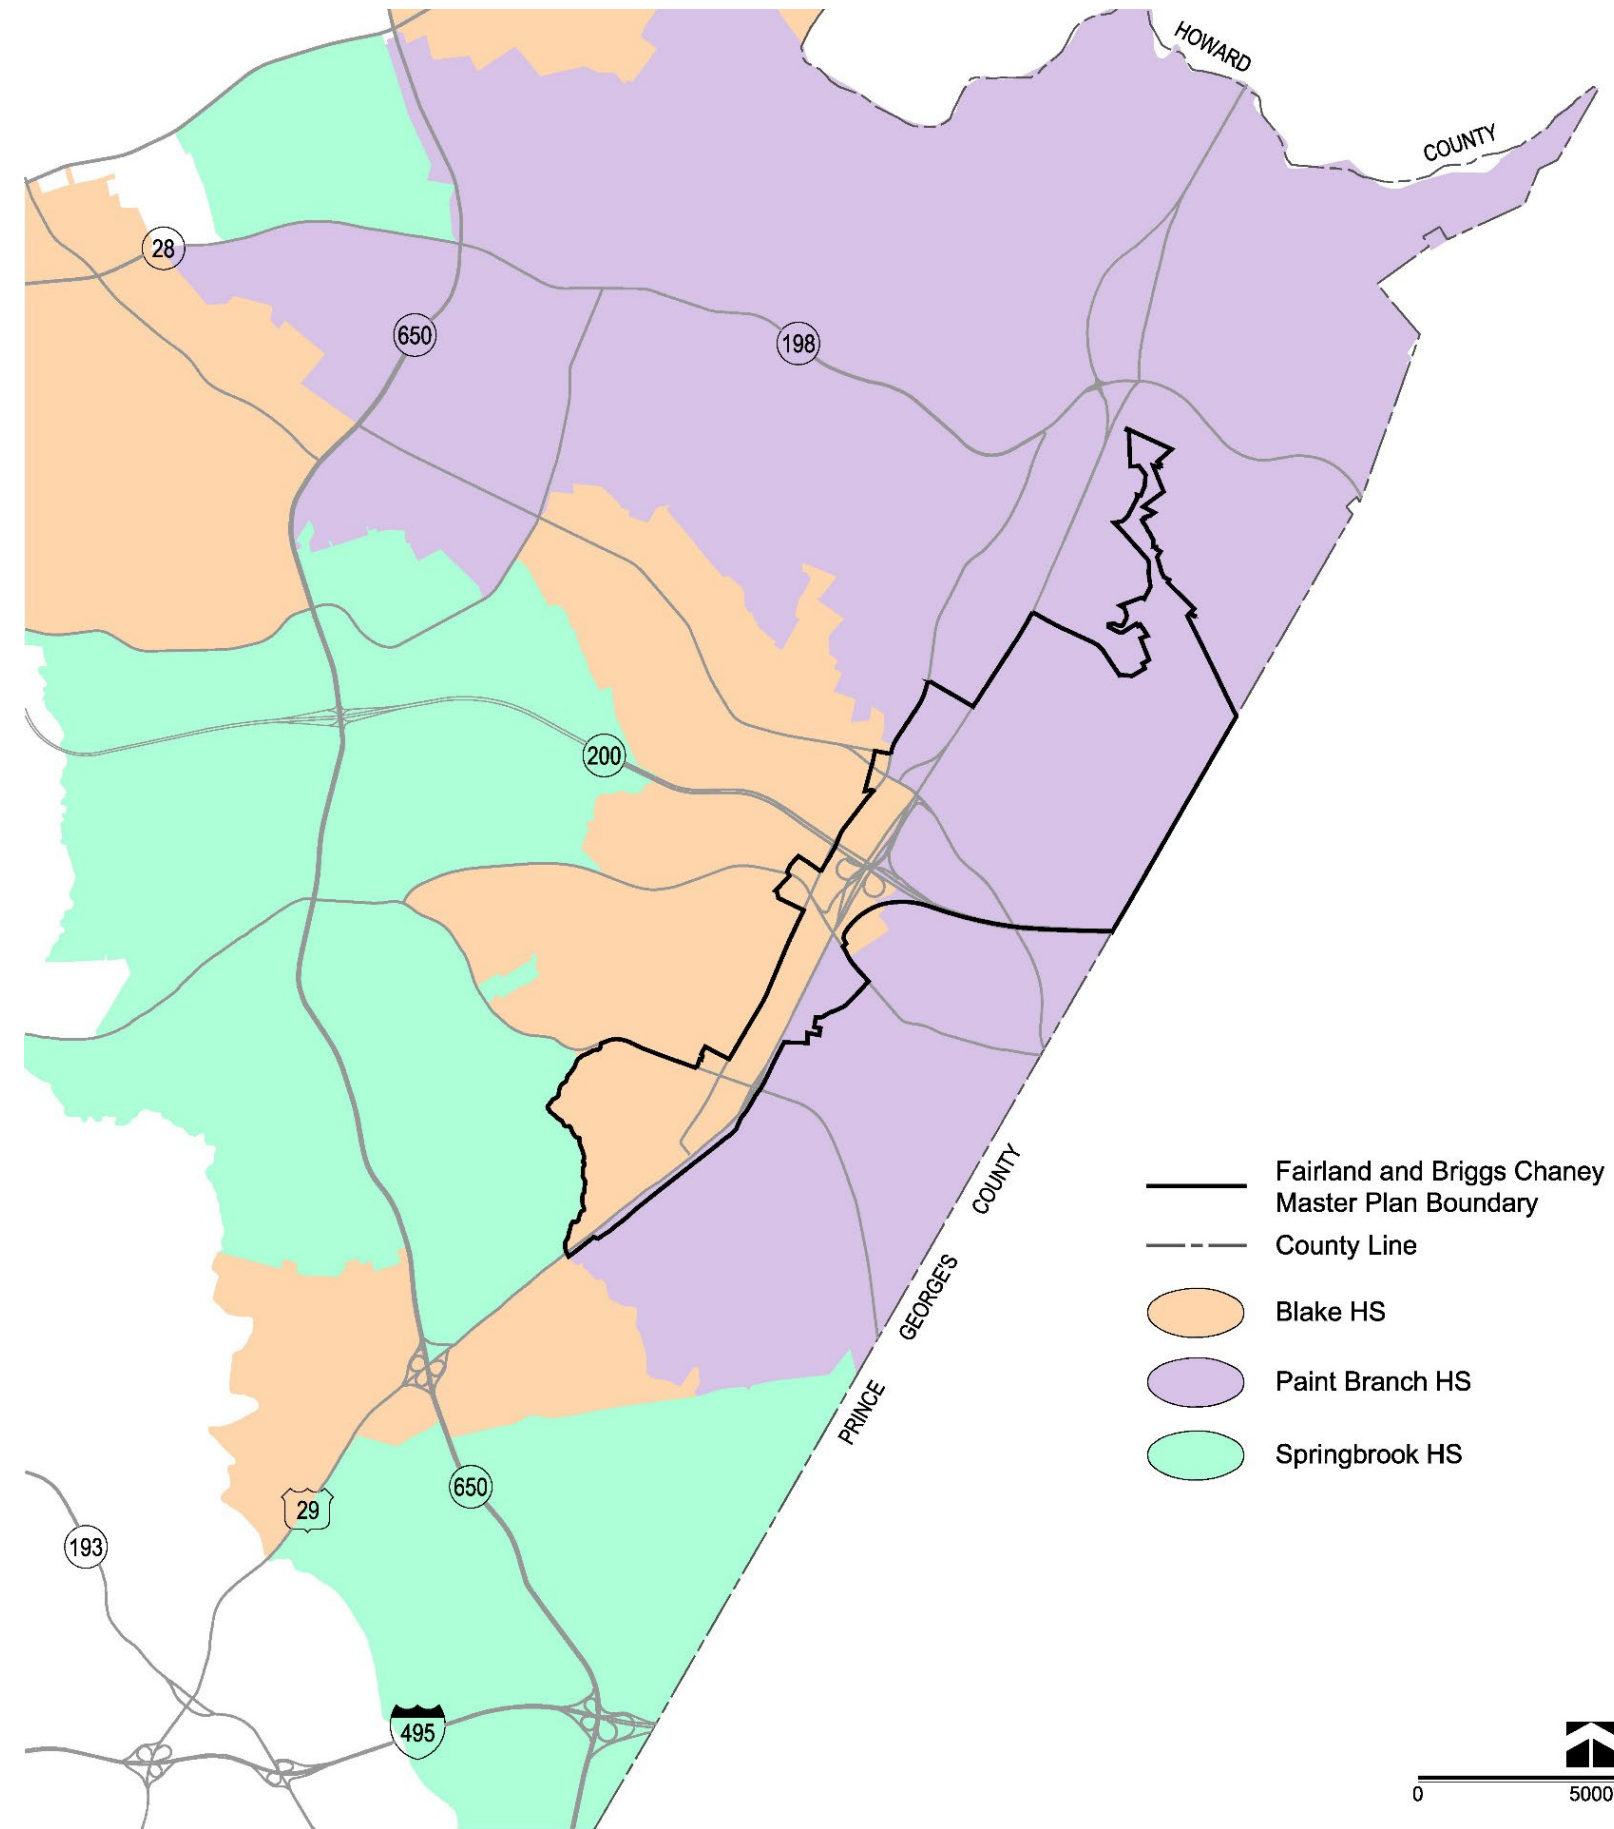 HOWARD
COUNTY
28
650
198
200
COUNTY
GEORGE'S
PRINCE
Fairland and Briggs Chaney
Master Plan Boundary
County Line
Blake HS
Paint Branch HS
Springbrook HS
650
29
193
495
0
5000